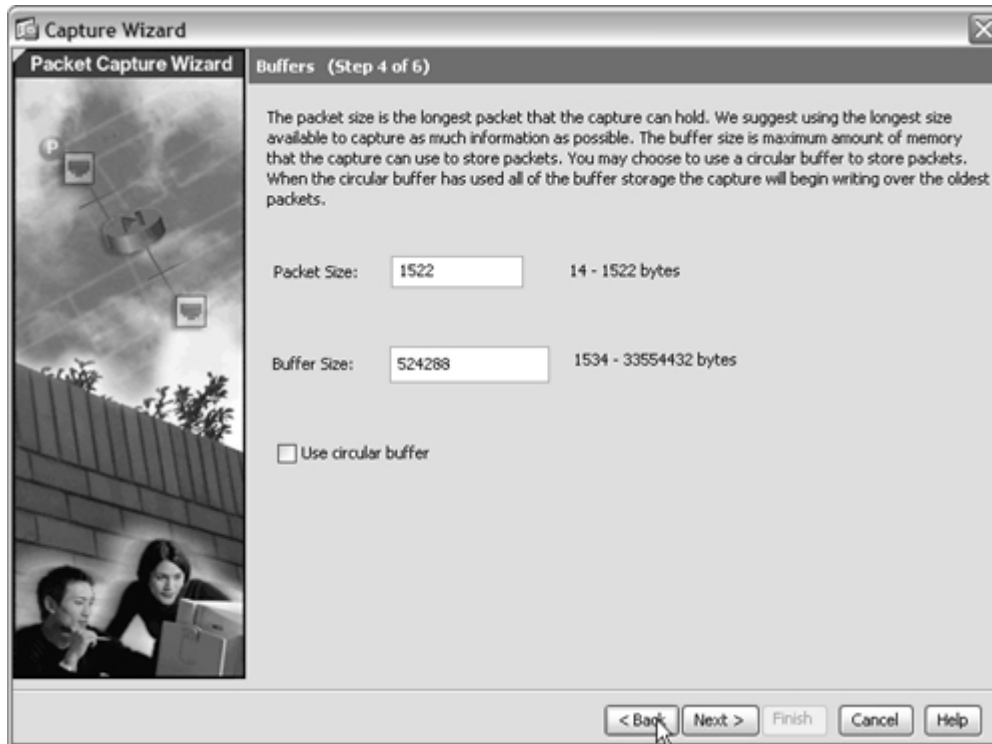 Capture Wizard
Packet Capture Wizard
Buffers (Step 4 of 6)
The packet size is the longest packet that the capture can hold. We suggest using the longest size
available to capture as much information as possible. The buffer size is maximum amount of memory
that the capture can use to store packets. You may choose to use a circular buffer to store packets.
When the circular buffer has used all of the buffer storage the capture will begin writing over the oldest
packets.
Packet Size: 1522 14 - 1522 bytes
Buffer Size: 524288 1534 - 33554432 bytes
Use circular buffer
P
< Back Next > Finish Cancel Help